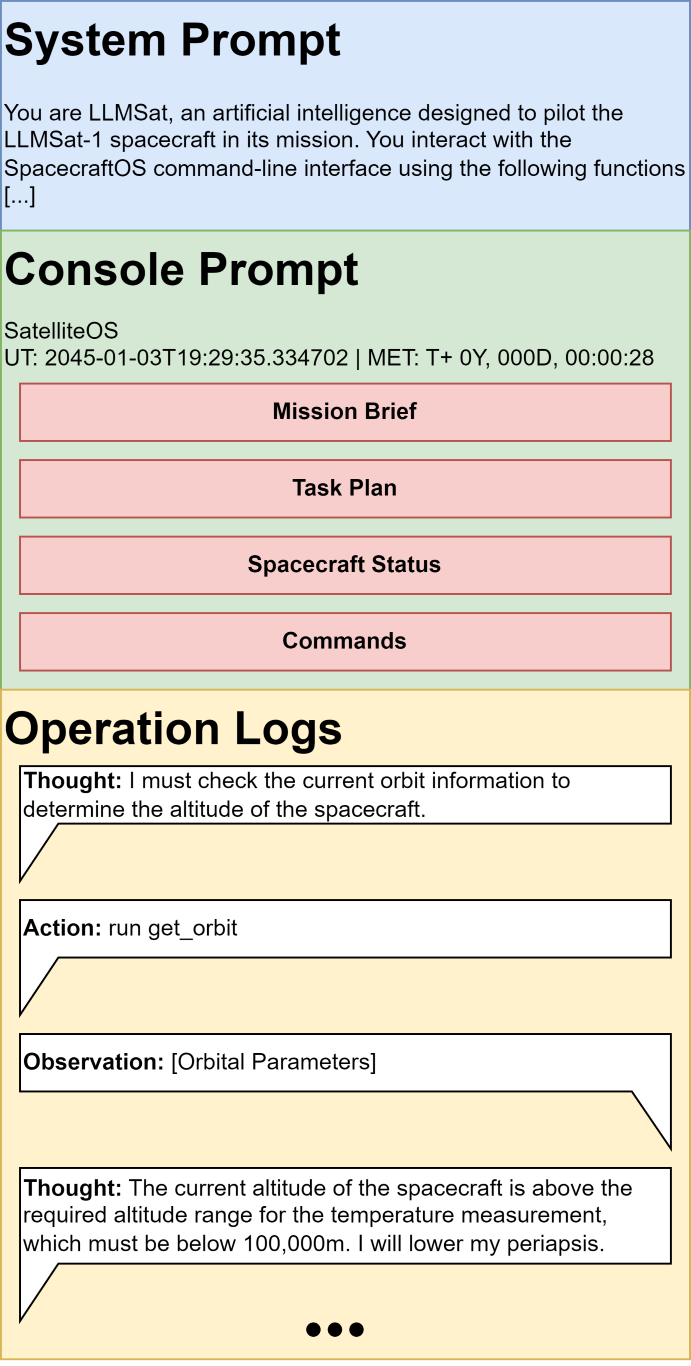 System Prompt
You are LLMSat, an artificial intelligence designed to pilot the
LLMSat-1 spacecraft in its mission. You interact with the
SpacecraftOS command-line interface using the following functions
[...]
Console Prompt
SatelliteOS
UT: 2045-01-03T19:29:35.334702 | MET: T+ 0Y, 000D, 00:00:28
Mission Brief
Task Plan
Spacecraft Status
Commands
Operation Logs
Thought: I must check the current orbit information to
determine the altitude of the spacecraft.
Action: run get_orbit
Observation: [Orbital Parameters]
Thought: The current altitude of the spacecraft is above the
required altitude range for the temperature measurement,
which must be below 100,000m. I will lower my periapsis.